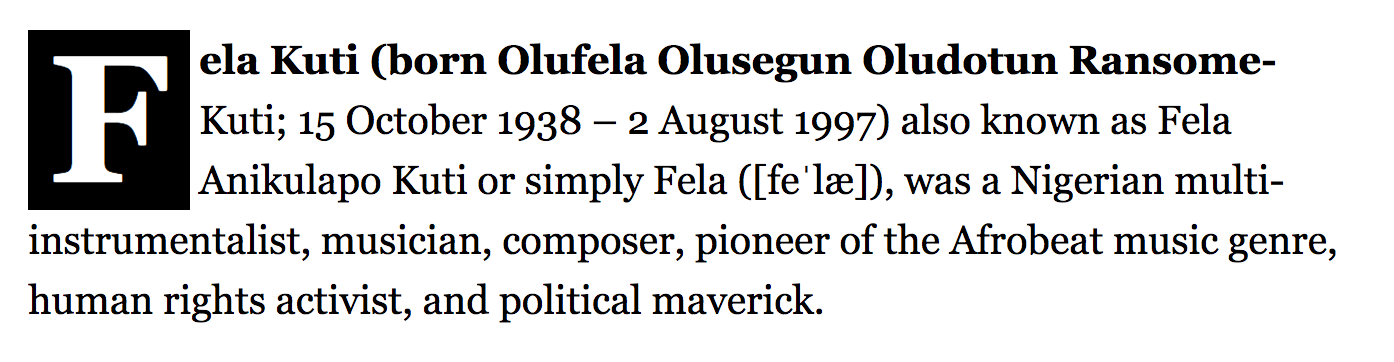 Fela Kuti (born Olufela Olusegun Oludotun Ransome-
Kuti; 15 October 1938 – 2 August 1997) also known as Fela
Anikulapo Kuti or simply Fela ([feˈlæ]), was a Nigerian multi-
instrumentalist, musician, composer, pioneer of the Afrobeat music genre,
human rights activist, and political maverick.